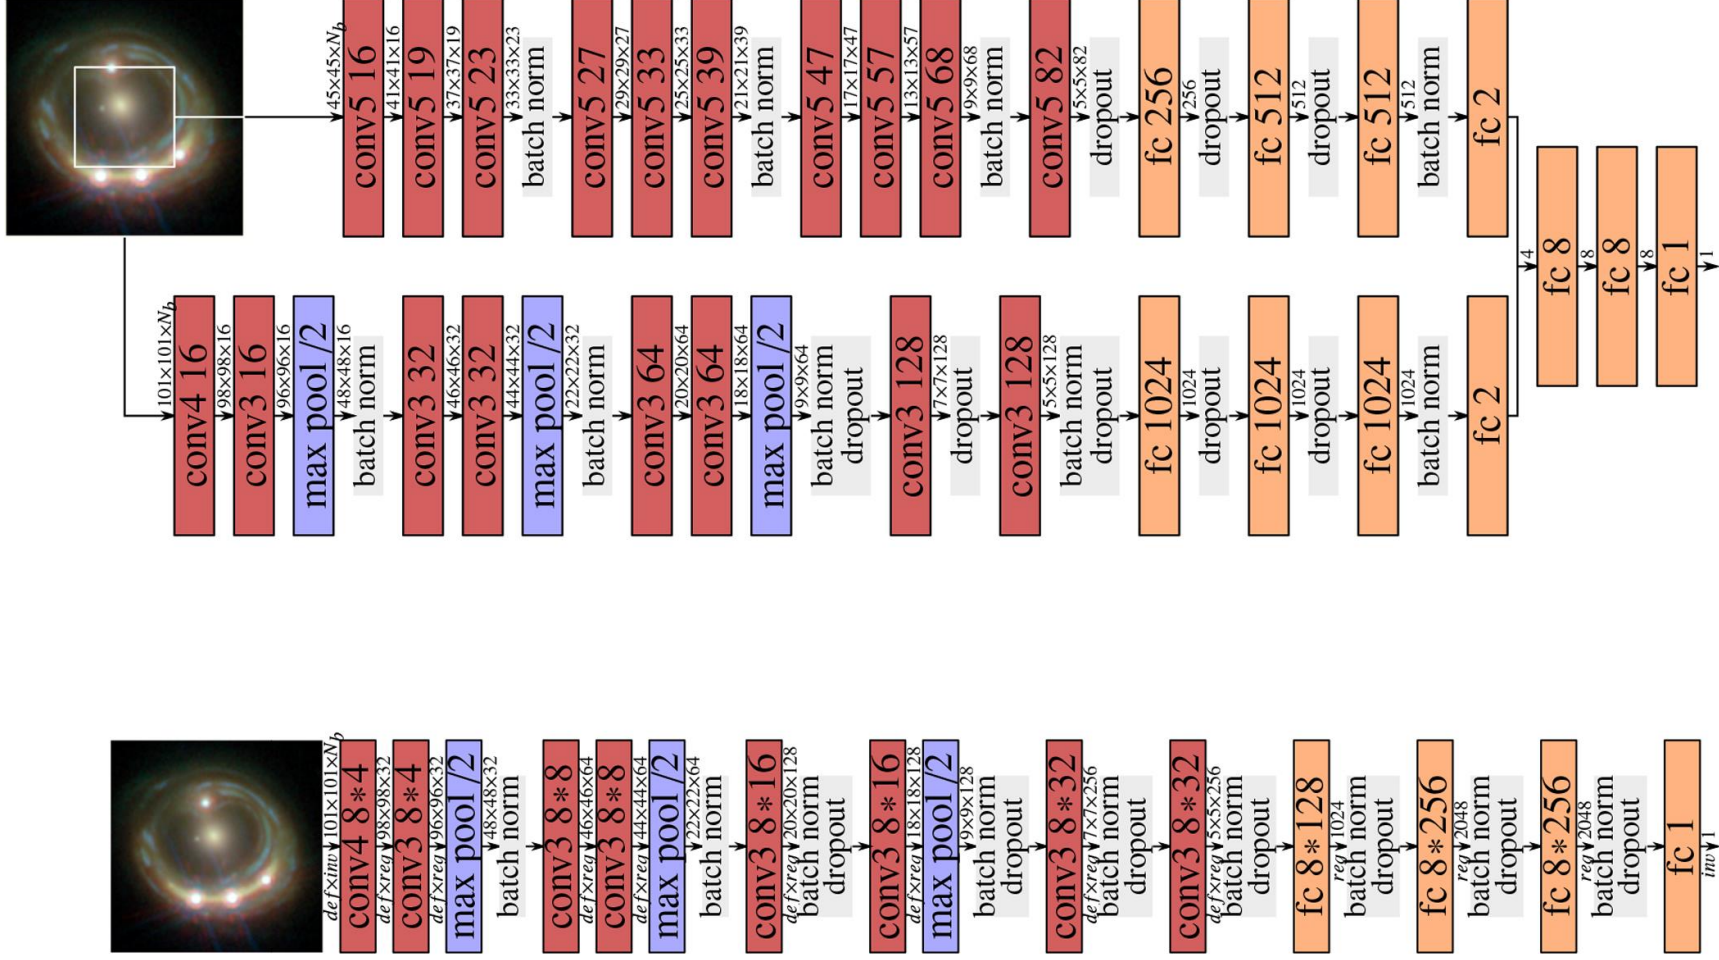 45×45×N_b
conv5 16
41×41×16
conv5 19
37×37×19
conv5 23
33×33×23
batch norm
conv5 27
29×29×27
conv5 33
25×25×33
conv5 39
21×21×39
batch norm
conv5 47
17×17×47
conv5 57
13×13×57
conv5 68
9×9×68
batch norm
conv5 82
5×5×82
dropout
fc 256
256
dropout
fc 512
512
dropout
fc 512
512
batch norm
fc 2
101×101×N_b
conv4 16
98×98×16
conv3 16
96×96×16
max pool /2
48×48×16
batch norm
conv3 32
46×46×32
conv3 32
44×44×32
max pool /2
22×22×32
batch norm
conv3 64
20×20×64
conv3 64
18×18×64
max pool /2
9×9×64
batch norm
dropout
conv3 128
7×7×128
dropout
conv3 128
5×5×128
batch norm
dropout
fc 1024
1024
dropout
fc 1024
1024
dropout
fc 1024
1024
batch norm
fc 2
4
fc 8
8
fc 8
8
fc 1
1
def×inv 101×101×N_b
conv4 8*4
def×reg 98×98×32
conv3 8*4
def×reg 96×96×32
max pool /2
48×48×32
batch norm
conv3 8*8
def×reg 46×46×64
conv3 8*8
def×reg 44×44×64
max pool /2
22×22×64
batch norm
conv3 8*16
def×reg 20×20×128
batch norm
dropout
conv3 8*16
def×reg 18×18×128
max pool /2
9×9×128
batch norm
dropout
conv3 8*32
def×reg 7×7×256
batch norm
dropout
conv3 8*32
def×reg 5×5×256
batch norm
dropout
fc 8*128
reg 1024
batch norm
dropout
fc 8*256
reg 2048
batch norm
dropout
fc 8*256
reg 2048
batch norm
dropout
fc 1
inv 1